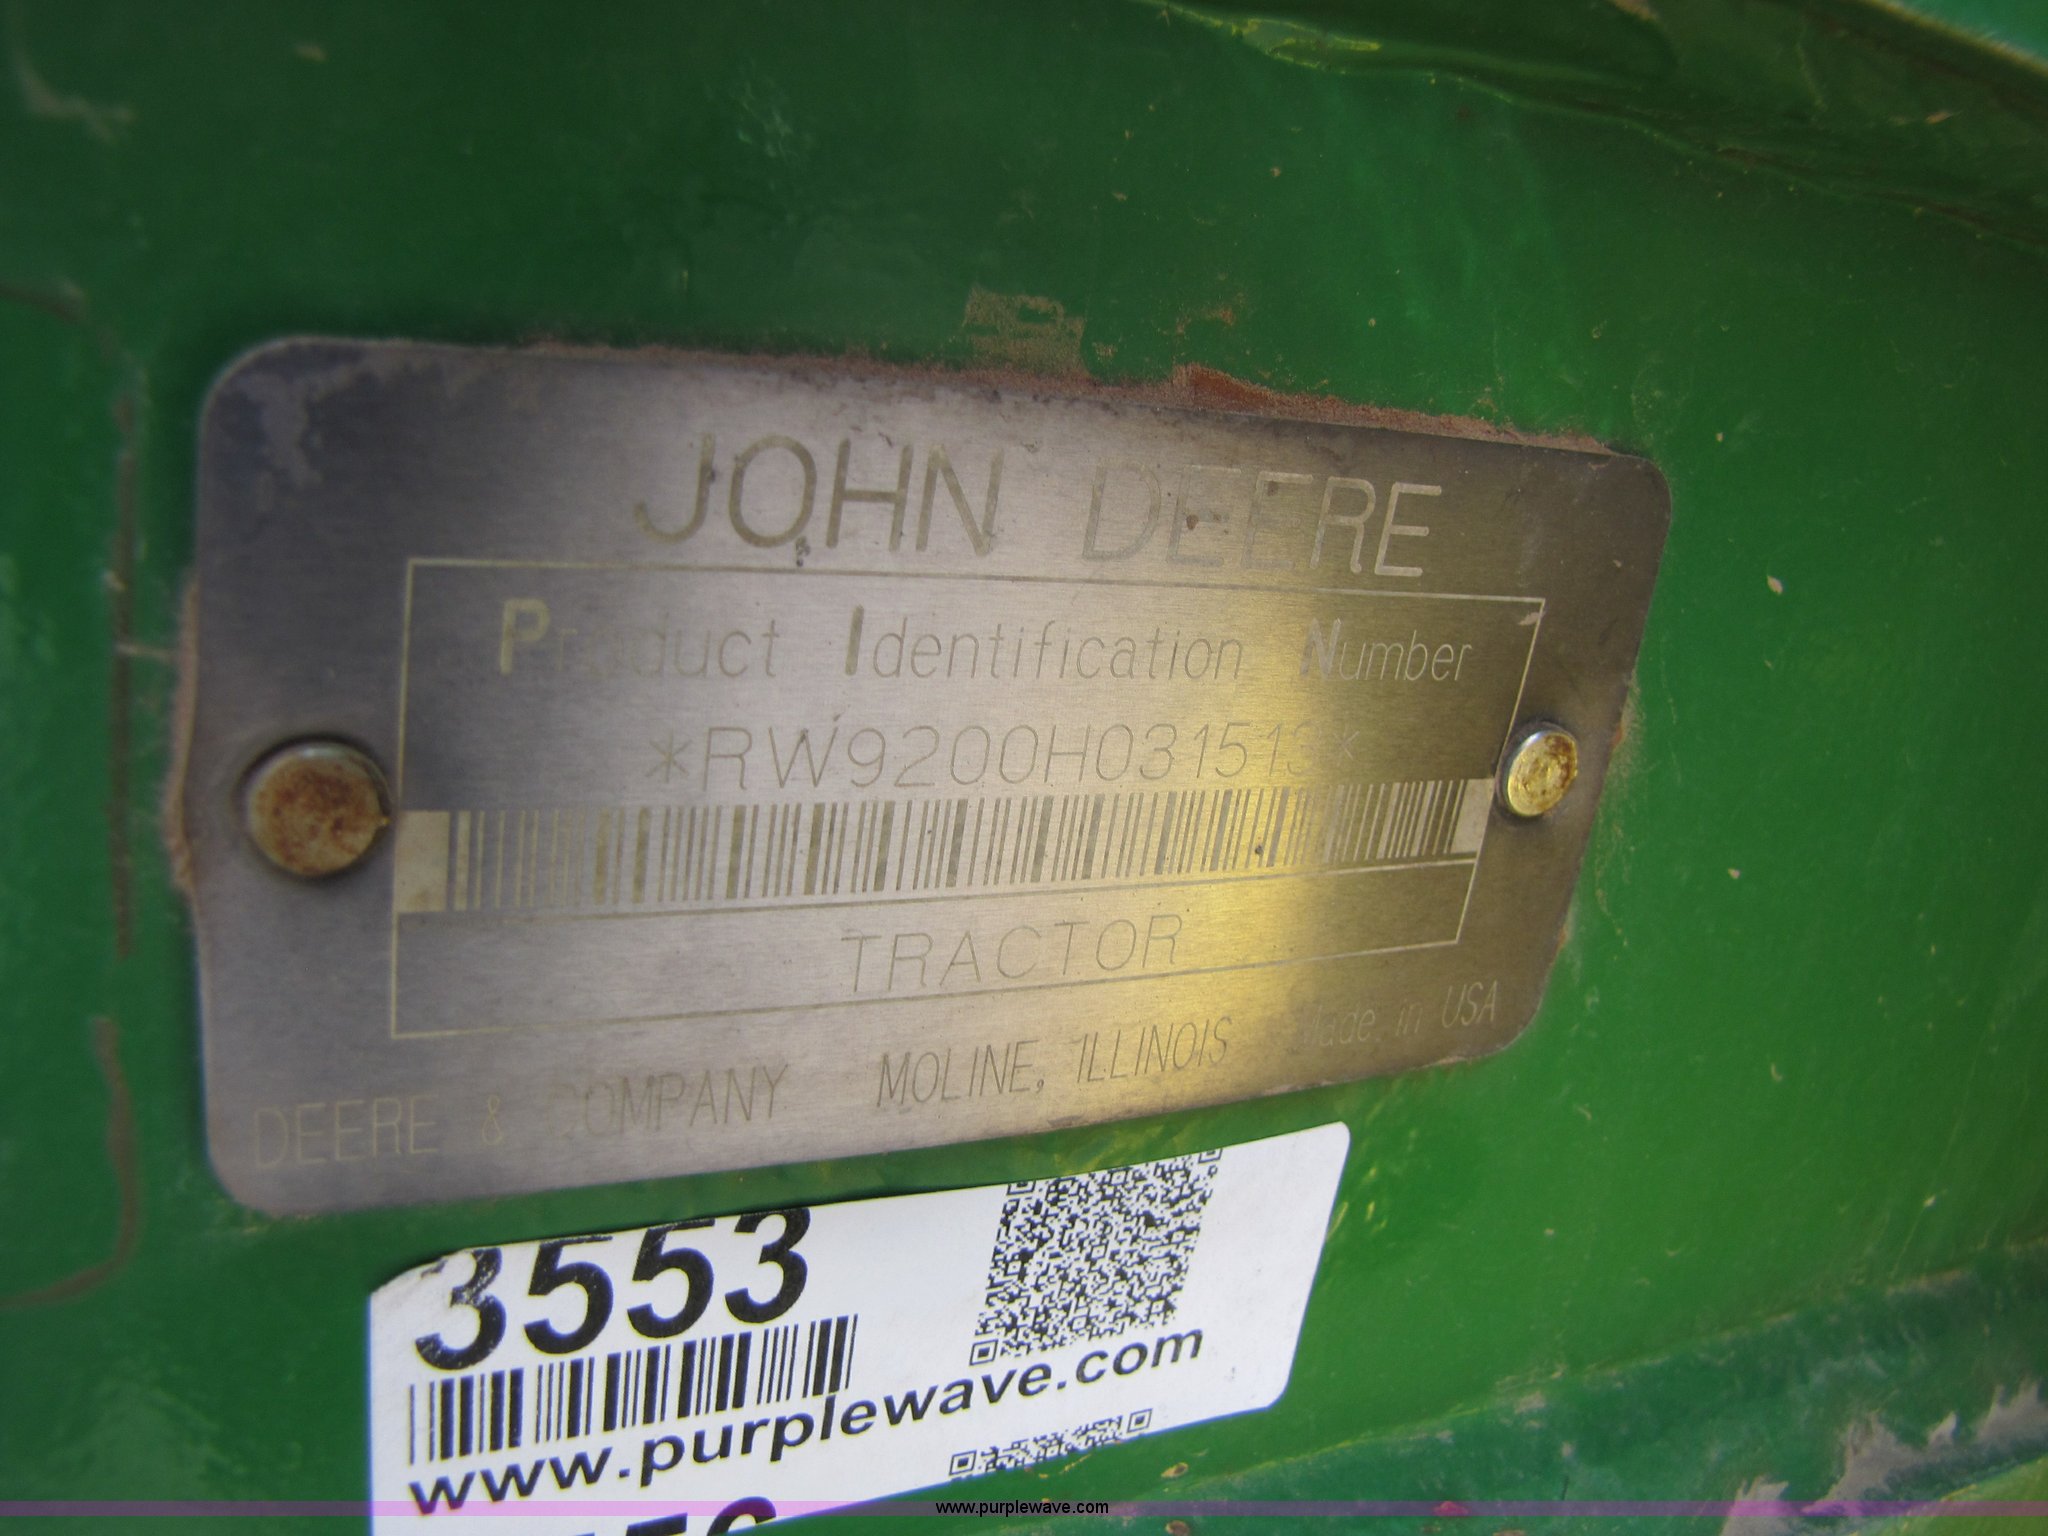 JOHN DEERE
Product Identification Number
*RW9200H031513*
TRACTOR
DEERE & COMPANY MOLINE, ILLINOIS Made in USA
3553
www.purplewave.com
www.purplewave.com